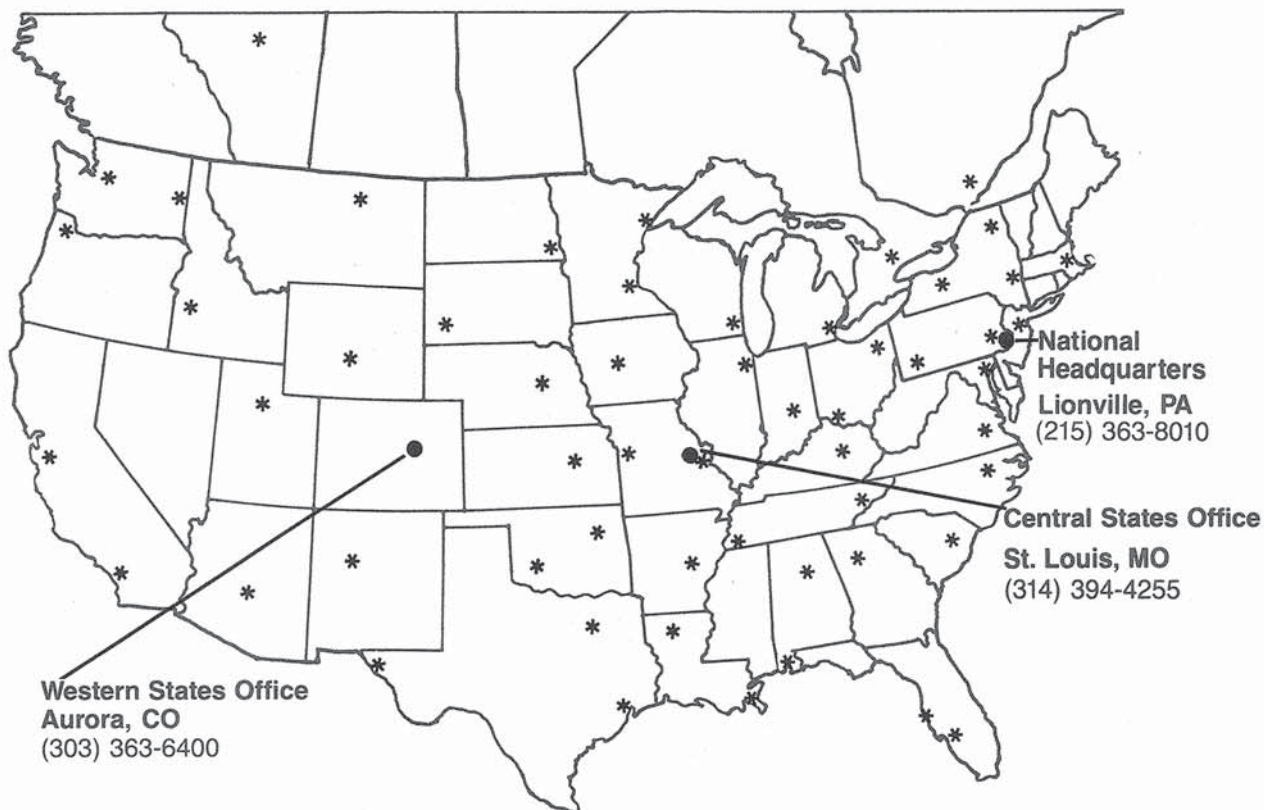 National
Headquarters
Lionville, PA
(215) 363-8010
Central States Office
St. Louis, MO
(314) 394-4255
Western States Office
Aurora, CO
(303) 363-6400